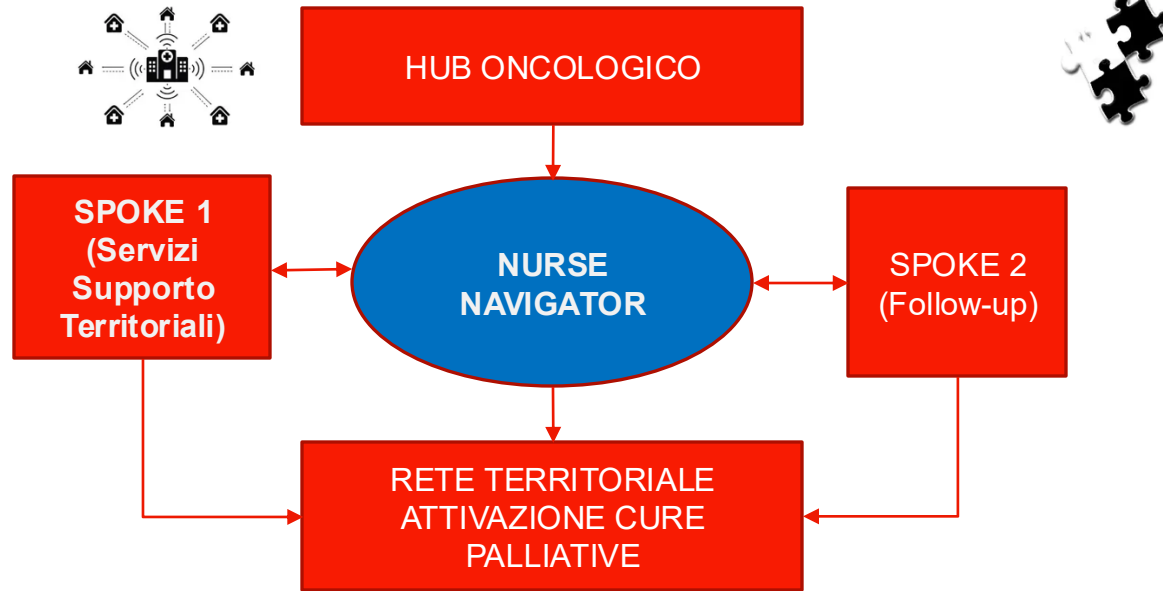 HUB ONCOLOGICO
SPOKE 1
(Servizi
Supporto
Territoriali)
NURSE
NAVIGATOR
SPOKE 2
(Follow-up)
RETE TERRITORIALE
ATTIVAZIONE CURE
PALLIATIVE